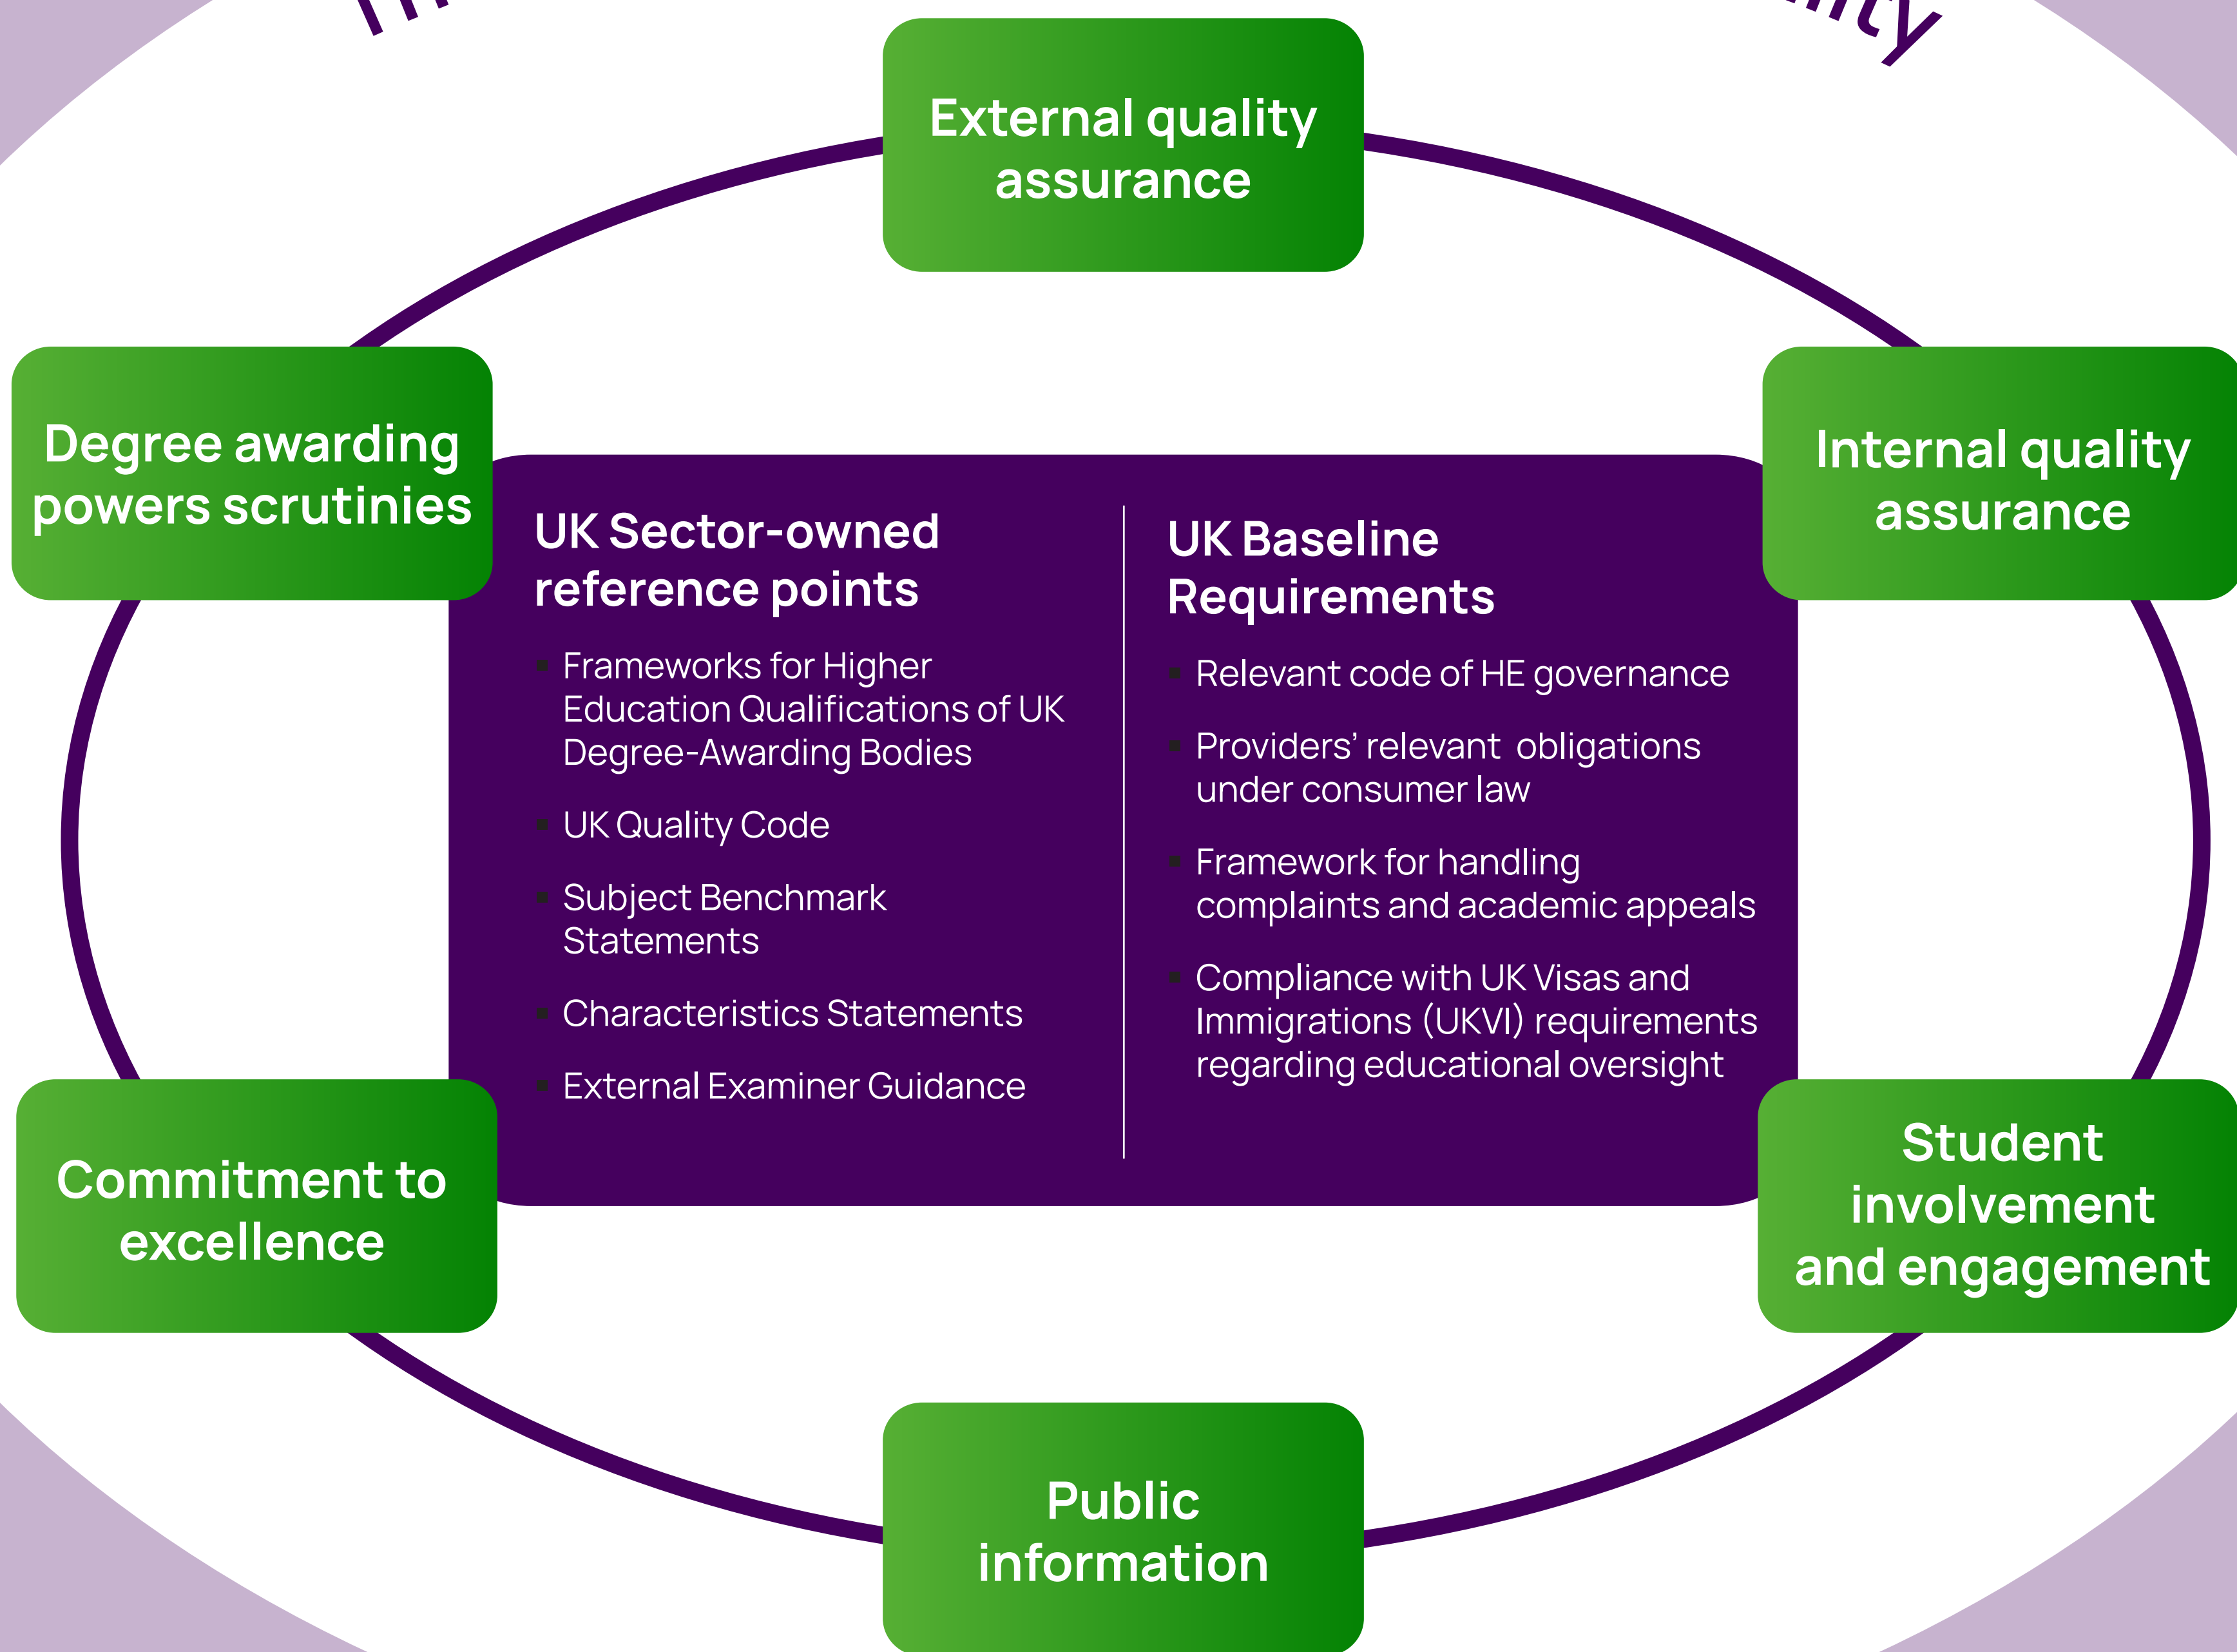 External quality
assurance
Degree awarding
powers scrutinies
Internal quality
assurance
UK Sector-owned
reference points
Frameworks for Higher
Education Qualifications of UK
Degree-Awarding Bodies
UK Quality Code
Subject Benchmark
Statements
Characteristics Statements
External Examiner Guidance
UK Baseline
Requirements
Relevant code of HE governance
Providers’ relevant  obligations
under consumer law
Framework for handling
complaints and academic appeals
Compliance with UK Visas and
Immigrations (UKVI) requirements
regarding educational oversight
Commitment to
excellence
Student
involvement
and engagement
Public
information